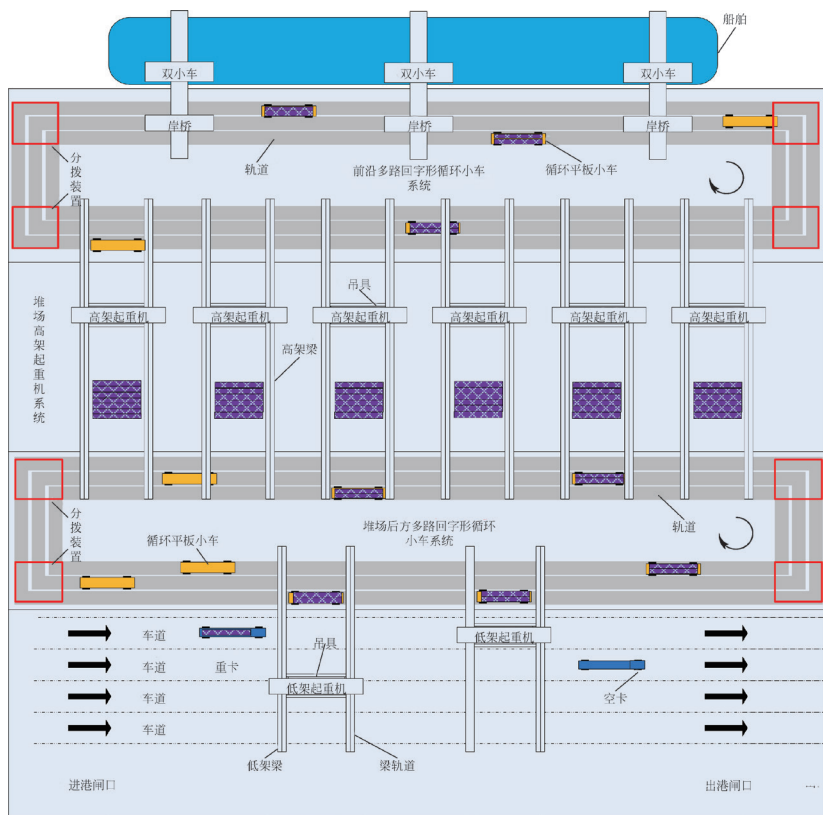 船舶
双小车
双小车
双小车
岸桥
岸桥
岸桥
分拨装置
轨道
前沿多路回字形循环小车
系统
循环平板小车
堆场高架起重机系统
吊具
高架起重机
高架起重机
高架起重机
高架起重机
高架起重机
高架起重机
高架梁
分拨装置
堆场后方多路回字形循环
小车系统
轨道
循环平板小车
车道
吊具
低架起重机
车道
重卡
低架起重机
空卡
车道
车道
低架梁
梁轨道
进港闸口
出港闸口